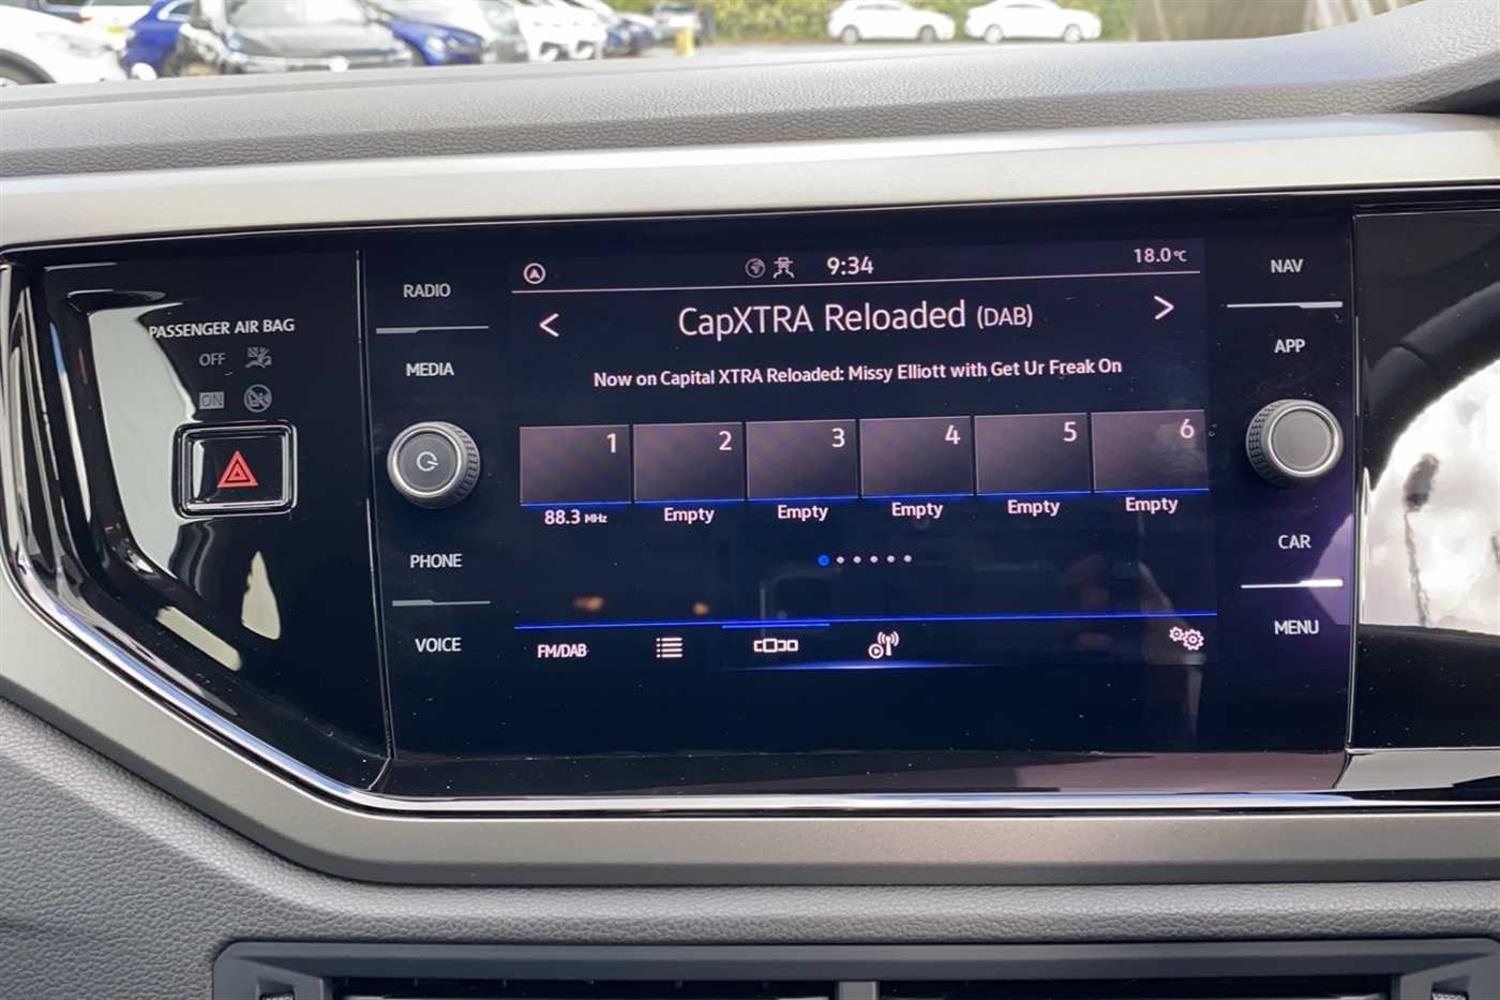 9:34
18.0°C
RADIO
NAV
PASSENGER AIR BAG
OFF
ON
< CapXTRA Reloaded (DAB) >
MEDIA
APP
Now on Capital XTRA Reloaded: Missy Elliott with Get Ur Freak On
1 2 3 4 5 6
88.3 MHz Empty Empty Empty Empty Empty
PHONE
CAR
VOICE
MENU
FM/DAB